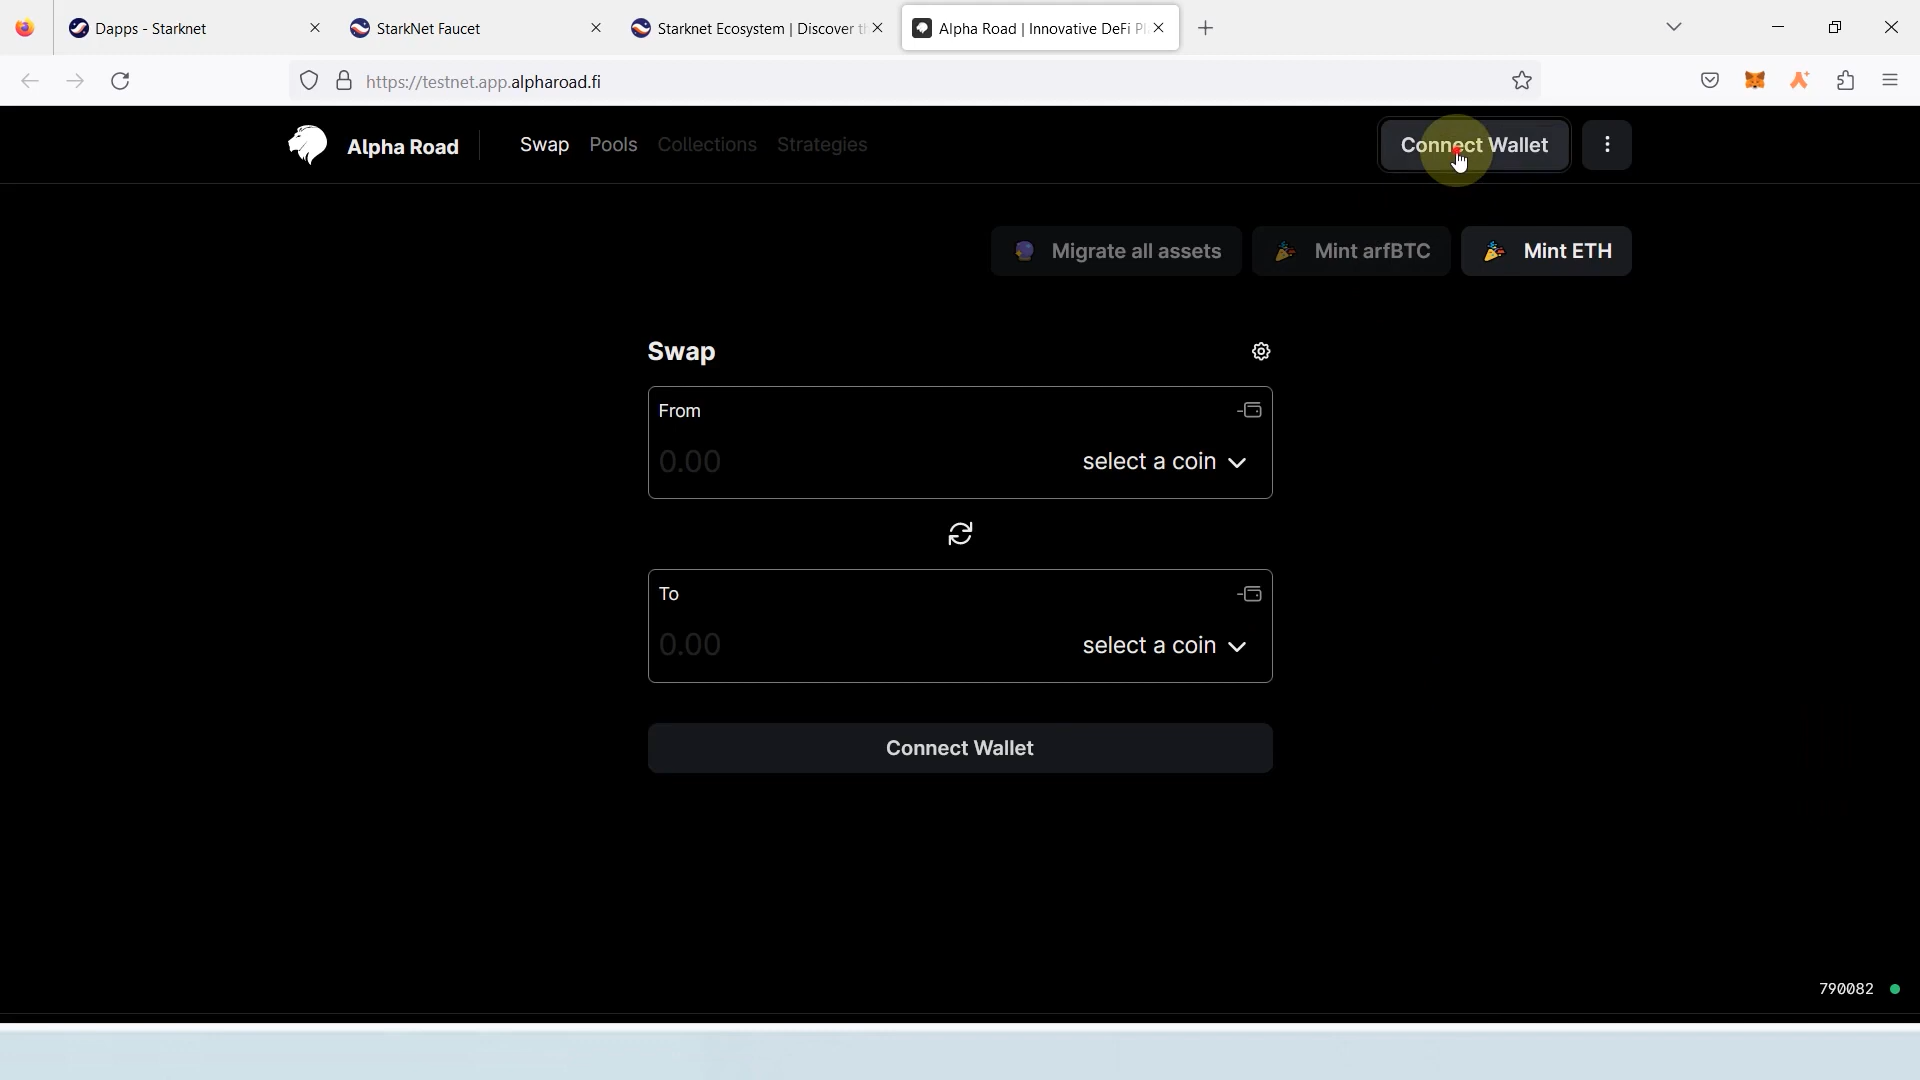 Dapps - Starknet
StarkNet Faucet
Starknet Ecosystem | Discover t
Alpha Road | Innovative DeFi P
https://testnet.app.alpharoad.fi
Alpha Road
Swap
Pools
Collections
Strategies
Connect Wallet
Migrate all assets
Mint arfBTC
Mint ETH
Swap
From
0.00
select a coin
To
0.00
select a coin
Connect Wallet
790082